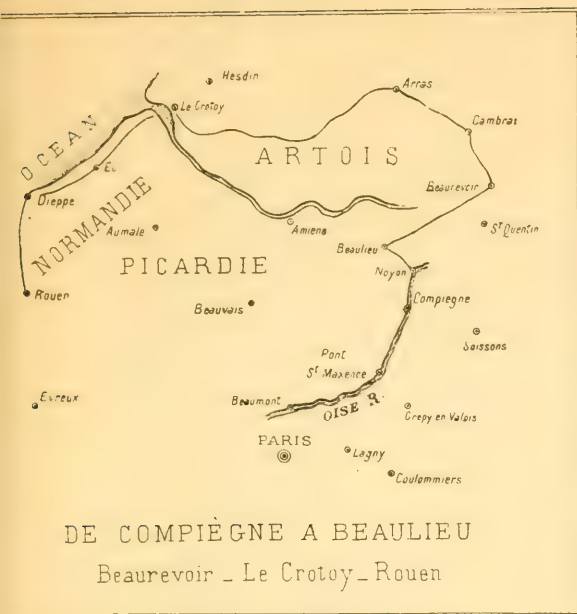 Hesdin
Arras
Le Crotoy
Cambrai
OCEAN
ARTOIS
Eu
Beaurevoir
Dieppe
NORMANDIE
Aumale
Amiens
St Quentin
Beaulieu
PICARDIE
Noyon
Rouen
Beauvais
Compiegne
Soissons
Pont
St Maxence
Evreux
Beaumont
OISE R.
Crepy en Valois
PARIS
Lagny
Coulommiers
DE COMPIÈGNE A BEAULIEU
Beaurevoir _ Le Crotoy _ Rouen